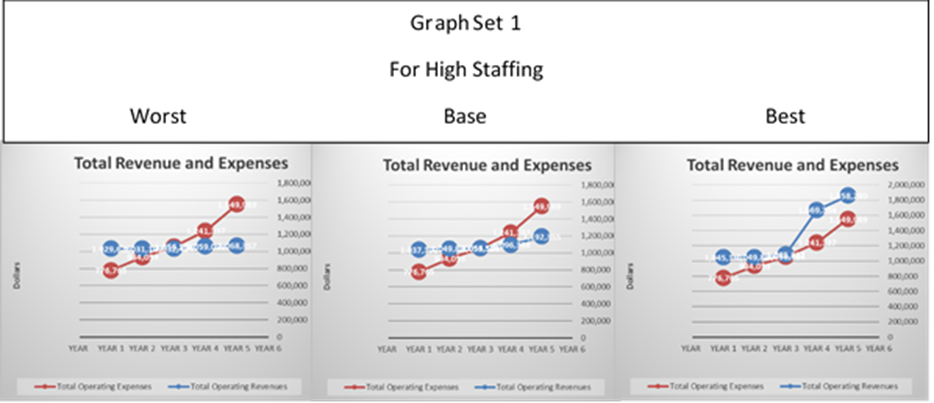 Graph Set 1
For High Staffing
Worst Base Best
Total Revenue and Expenses
1,800,000
1,600,000
1,400,000
1,200,000
1,000,000
800,000
600,000
400,000
200,000
0
Dollars
YEAR YEAR 1 YEAR 2 YEAR 3 YEAR 4 YEAR 5 YEAR 6
Total Operating Expenses Total Operating Revenues
Total Revenue and Expenses
1,800,000
1,600,000
1,400,000
1,200,000
1,000,000
800,000
600,000
400,000
200,000
0
Dollars
YEAR YEAR 1 YEAR 2 YEAR 3 YEAR 4 YEAR 5 YEAR 6
Total Operating Expenses Total Operating Revenues
Total Revenue and Expenses
2,000,000
1,800,000
1,600,000
1,400,000
1,200,000
1,000,000
800,000
600,000
400,000
200,000
0
Dollars
YEAR YEAR 1 YEAR 2 YEAR 3 YEAR 4 YEAR 5 YEAR 6
Total Operating Expenses Total Operating Revenues